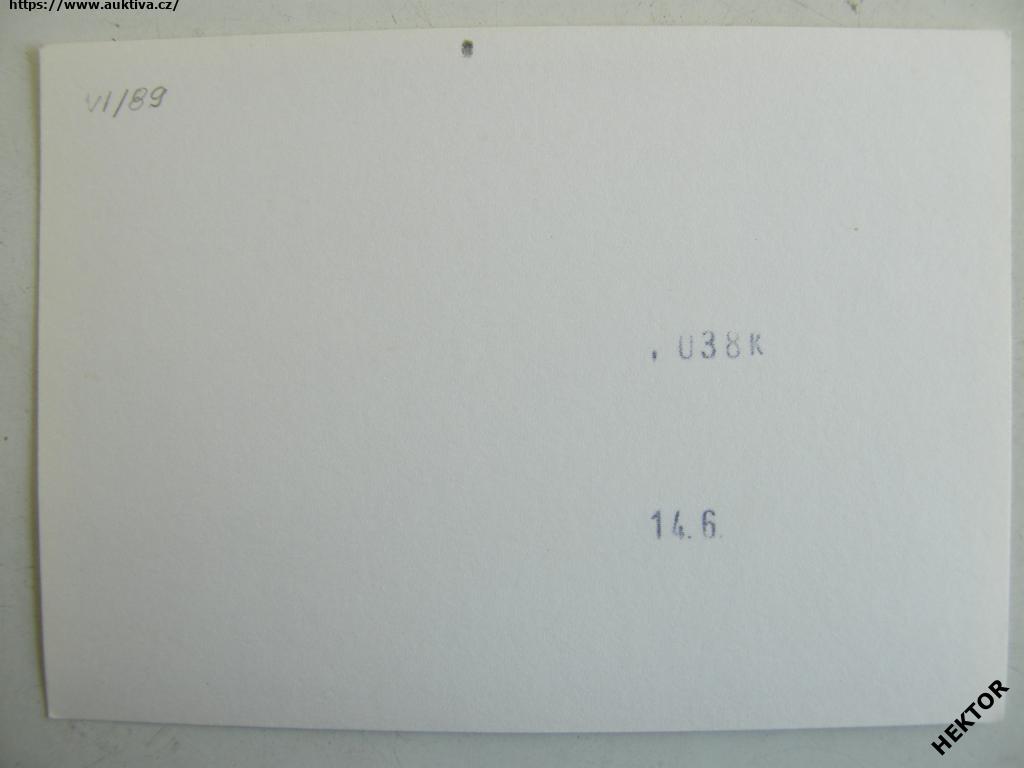 https://www.auktiva.cz/
VI/89
. 038K
14.6.
HEKTOR